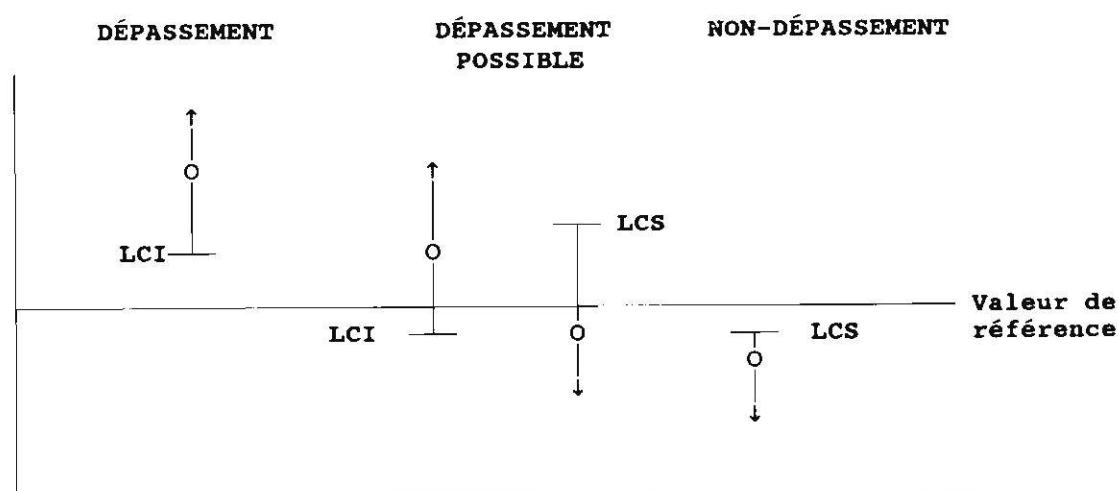 DÉPASSEMENT
DÉPASSEMENT
POSSIBLE
NON-DÉPASSEMENT
LCI
LCS
LCI
LCS
Valeur de
référence